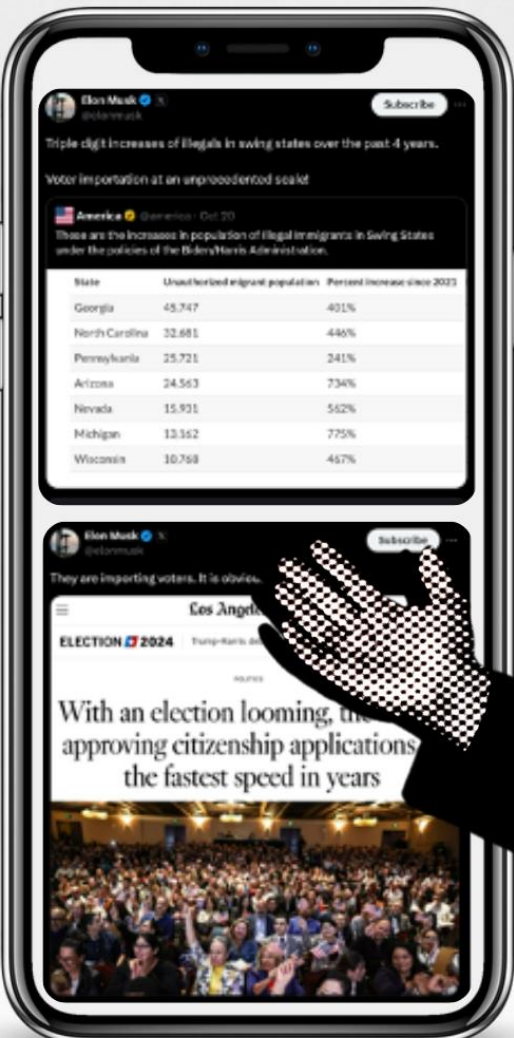 Elon Musk
@elonmusk
Subscribe
Triple digit increases of illegals in swing states over the past 4 years.
Voter importation at an unprecedented scale!
America @america · Oct 20
These are the increases in population of illegal immigrants in Swing States
under the policies of the Biden/Harris Administration.
State Unauthorized migrant population Percent increase since 2021
Georgia 45.747 401%
North Carolina 32.681 446%
Pennsylvania 25.721 241%
Arizona 24.563 734%
Nevada 15.931 562%
Michigan 13.162 775%
Wisconsin 10.768 467%
Elon Musk
@elonmusk
Subscribe
They are importing voters. It is
Los
ELECTION 2024 Trump-Harris
POLITICS
With an election looming,
approving citizenship applications
the fastest speed in years